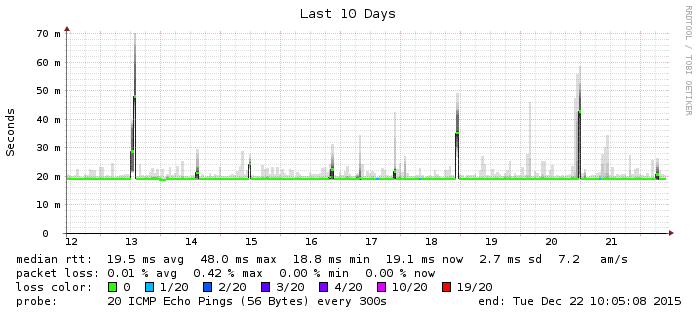 Last 10 Days
RRDTOOL / TOBI OETIKER
Seconds
70 m
60 m
50 m
40 m
30 m
20 m
10 m
0
12 13 14 15 16 17 18 19 20 21
median rtt: 19.5 ms avg 48.0 ms max 18.8 ms min 19.1 ms now 2.7 ms sd 7.2 am/s
packet loss: 0.01 % avg 0.42 % max 0.00 % min 0.00 % now
loss color: 0 1/20 2/20 3/20 4/20 10/20 19/20
probe: 20 ICMP Echo Pings (56 Bytes) every 300s end: Tue Dec 22 10:05:08 2015